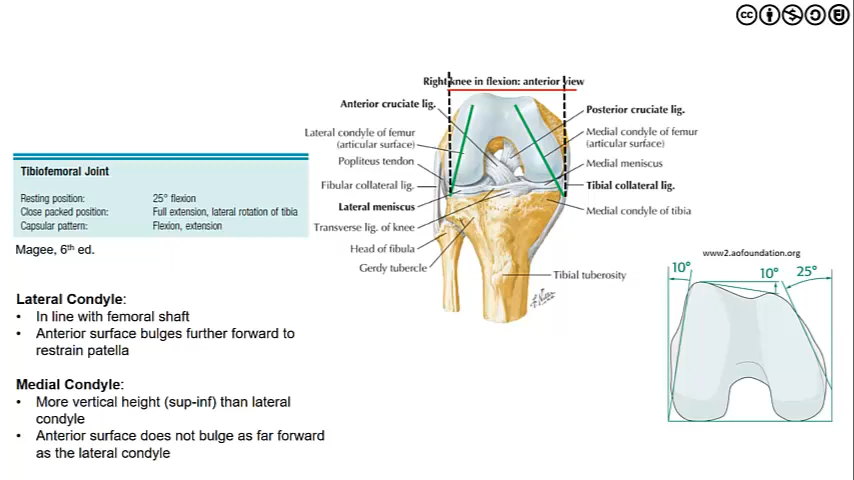 Right knee in flexion: anterior view
Anterior cruciate lig.
Lateral condyle of femur
(articular surface)
Popliteus tendon
Fibular collateral lig.
Lateral meniscus
Transverse lig. of knee
Head of fibula
Gerdy tubercle
Posterior cruciate lig.
Medial condyle of femur
(articular surface)
Medial meniscus
Tibial collateral lig.
Medial condyle of tibia
Tibial tuberosity
Tibiofemoral Joint
Resting position: 25° flexion
Close packed position: Full extension, lateral rotation of tibia
Capsular pattern: Flexion, extension
Magee, 6th ed.
Lateral Condyle:
• In line with femoral shaft
• Anterior surface bulges further forward to
restrain patella
Medial Condyle:
• More vertical height (sup-inf) than lateral
condyle
• Anterior surface does not bulge as far forward
as the lateral condyle
www2.aofoundation.org
10° 10° 25°